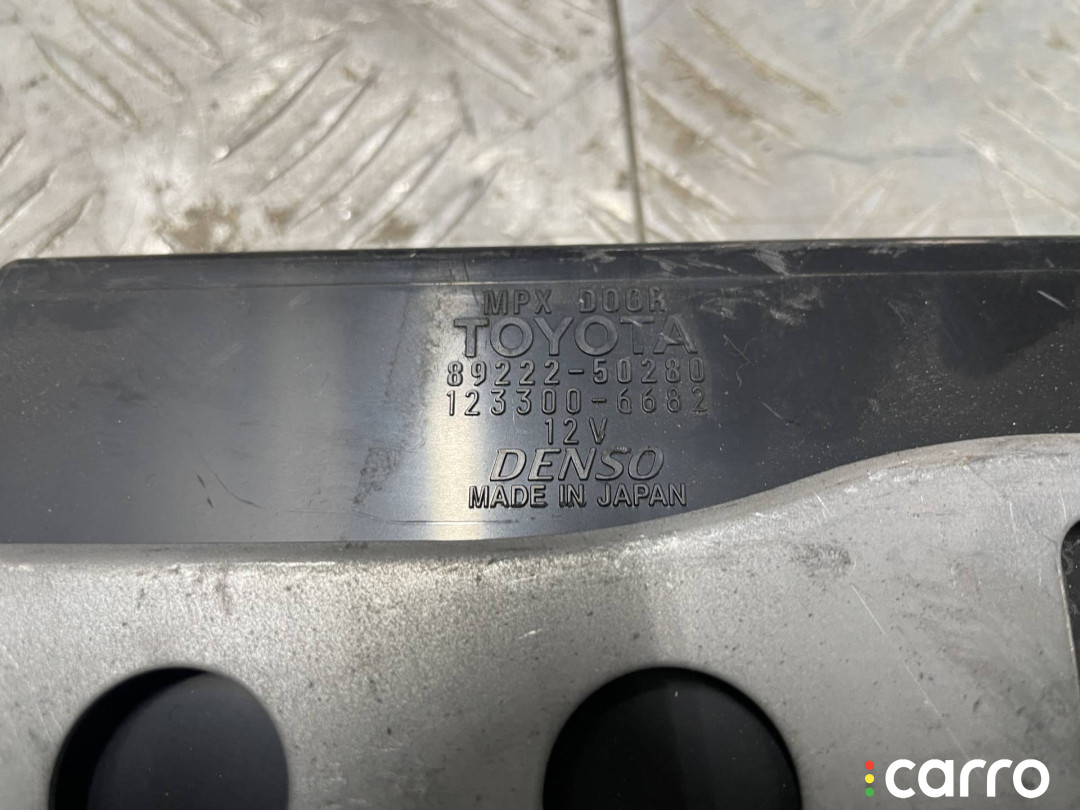 MPX DOOR
TOYOTA
89222-50280
123300-6682
12V
DENSO
MADE IN JAPAN
carro